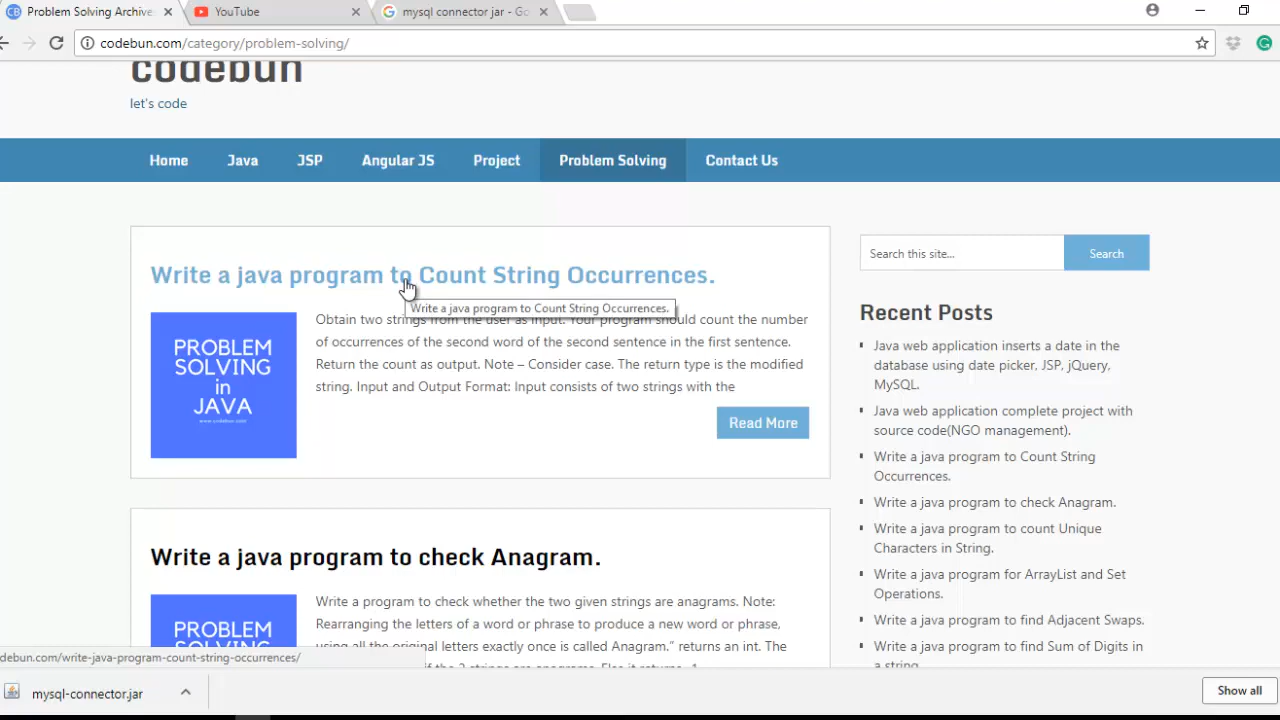 Problem Solving Archive
YouTube
mysql connector jar - Go
codebun.com/category/problem-solving/
codebun
let's code
Home
Java
JSP
Angular JS
Project
Problem Solving
Contact Us
Write a java program to Count String Occurrences.
Write a java program to Count String Occurrences.
PROBLEM
SOLVING
in
JAVA
www.codebun.com
Obtain two strings from the user as input. Your program should count the number
of occurrences of the second word of the second sentence in the first sentence.
Return the count as output. Note – Consider case. The return type is the modified
string. Input and Output Format: Input consists of two strings with the
Read More
Write a java program to check Anagram.
PROBLEM
SOLVING
Write a program to check whether the two given strings are anagrams. Note:
Rearranging the letters of a word or phrase to produce a new word or phrase,
using all the original letters exactly once is called Anagram.” returns an int. The
if the 2 strings are anagrams. Else it returns -1
Search this site...
Search
Recent Posts
Java web application inserts a date in the
database using date picker, JSP, jQuery,
MySQL.
Java web application complete project with
source code(NGO management).
Write a java program to Count String
Occurrences.
Write a java program to check Anagram.
Write a java program to count Unique
Characters in String.
Write a java program for ArrayList and Set
Operations.
Write a java program to find Adjacent Swaps.
Write a java program to find Sum of Digits in
a string
debun.com/write-java-program-count-string-occurrences/
mysql-connector.jar
Show all